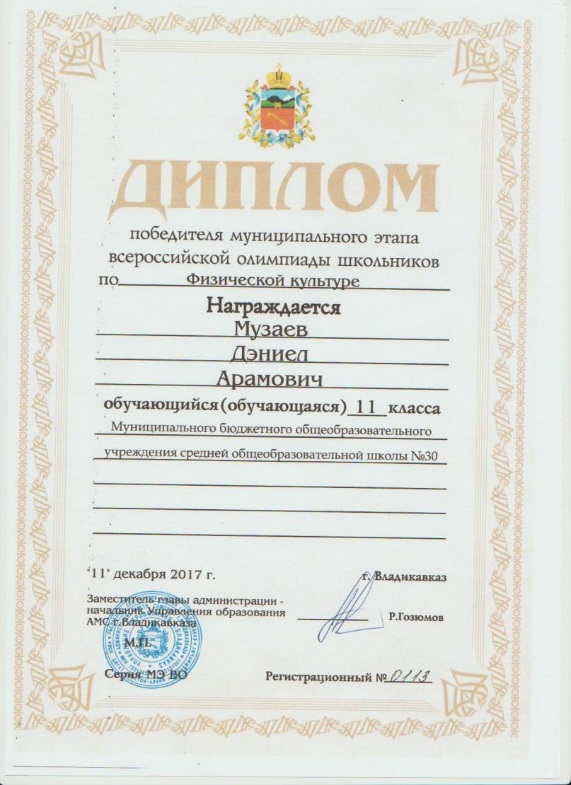 ДИПЛОМ
победителя муниципального этапа
всероссийской олимпиады школьников
по Физической культуре
Награждается
Музаев
Дэниел
Арамович
обучающийся(обучающаяся) 11 класса
Муниципального бюджетного общеобразовательного
учреждения средней общеобразовательной школы №30
"11" декабря 2017 г.
г. Владикавказ
Заместитель главы администрации -
начальник Управления образования
АМС г.Владикавказа
Р.Гозюмов
М.П.
Серия МЭ ВО
Регистрационный № 0113